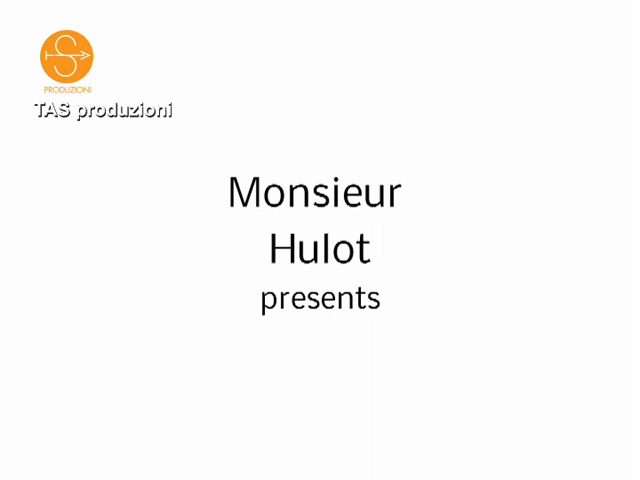 PRODUZIONI
TAS produzioni
Monsieur
Hulot
presents